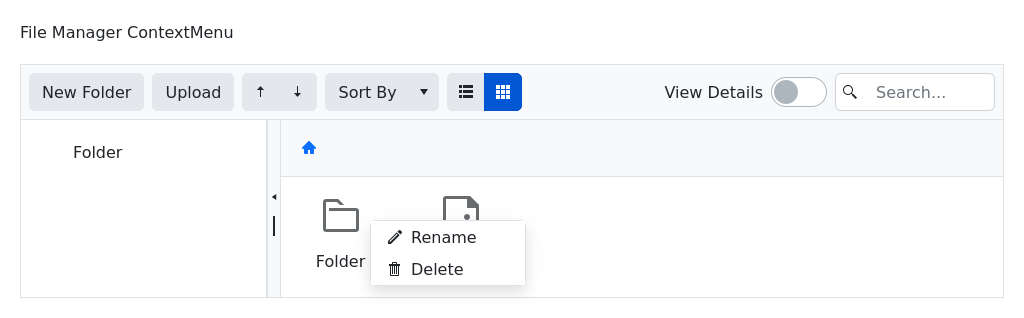 File Manager ContextMenu
New Folder Upload Sort By View Details Search...
Folder
Rename
Folder
Delete